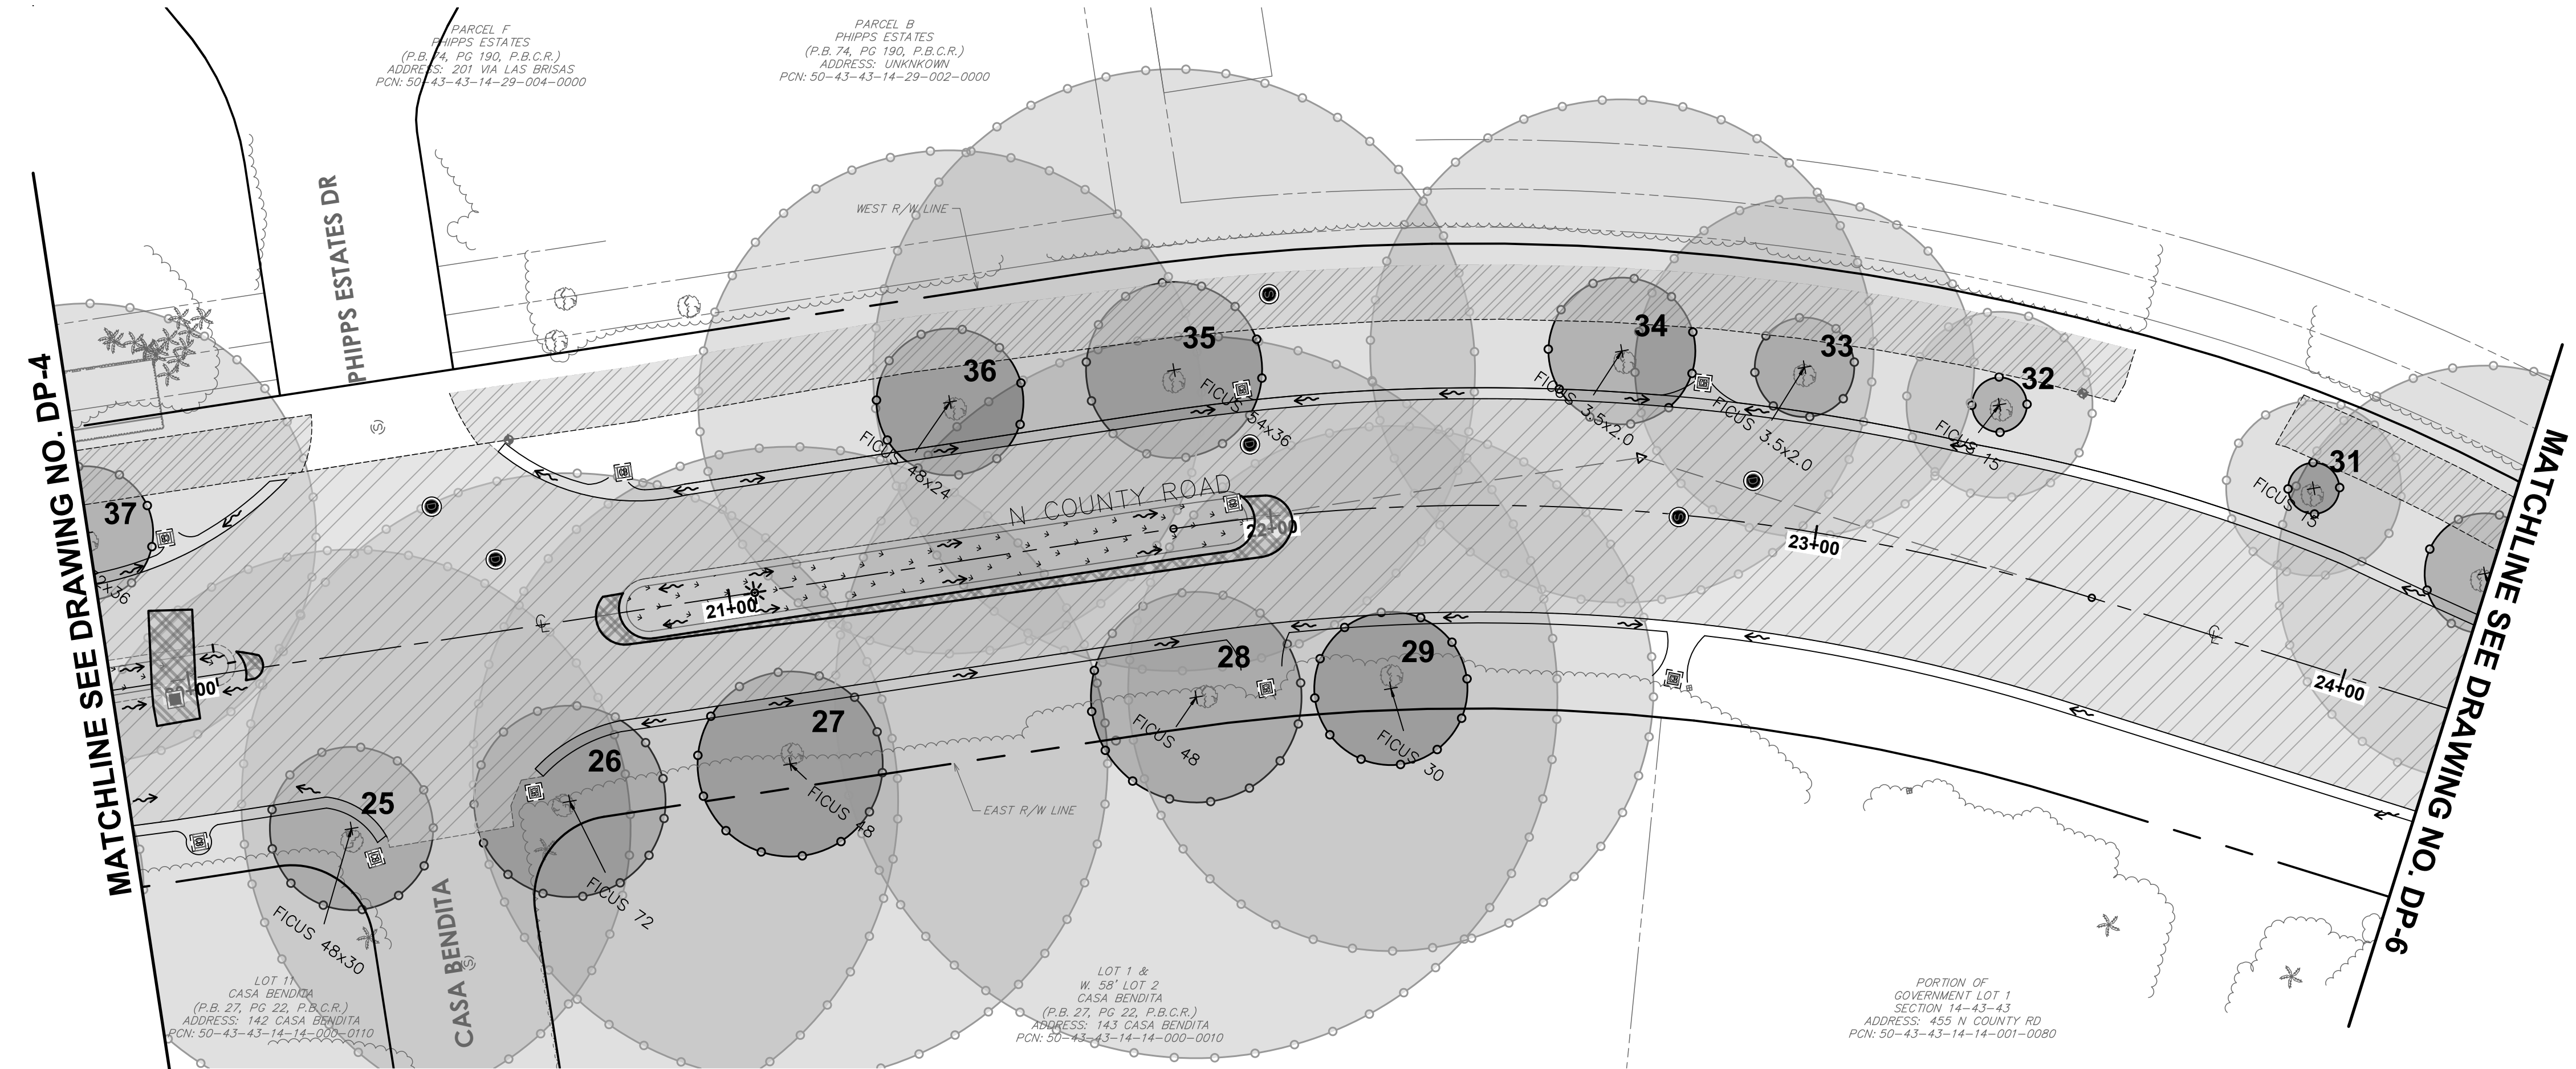 PARCEL F
PHIPPS ESTATES
(P.B. 74, PG 190, P.B.C.R.)
ADDRESS: 201 VIA LAS BRISAS
PCN: 50-43-43-14-29-004-0000
PARCEL B
PHIPPS ESTATES
(P.B. 74, PG 190, P.B.C.R.)
ADDRESS: UNKNKOWN
PCN: 50-43-43-14-29-002-0000
MATCHLINE SEE DRAWING NO. DP-4
PHIPPS ESTATES DR
WEST R/W LINE
36
FICUS 48x24
35
FICUS 54x36
34
FICUS 3.5x2.0
33
FICUS 3.5x2.0
32
FICUS 15
31
FICUS 15
37
x36
N COUNTY ROAD
21+00
22+00
23+00
24+00
00
25
FICUS 48x30
26
FICUS 72
27
FICUS 48
28
FICUS 48
29
FICUS 30
EAST R/W LINE
CASA BENDITA
LOT 11
CASA BENDITA
(P.B. 27, PG 22, P.B.C.R.)
ADDRESS: 142 CASA BENDITA
PCN: 50-43-43-14-14-000-0110
LOT 1 &
W. 58' LOT 2
CASA BENDITA
(P.B. 27, PG 22, P.B.C.R.)
ADDRESS: 143 CASA BENDITA
PCN: 50-43-43-14-14-000-0010
PORTION OF
GOVERNMENT LOT 1
SECTION 14-43-43
ADDRESS: 455 N COUNTY RD
PCN: 50-43-43-14-14-001-0080
MATCHLINE SEE DRAWING NO. DP-6